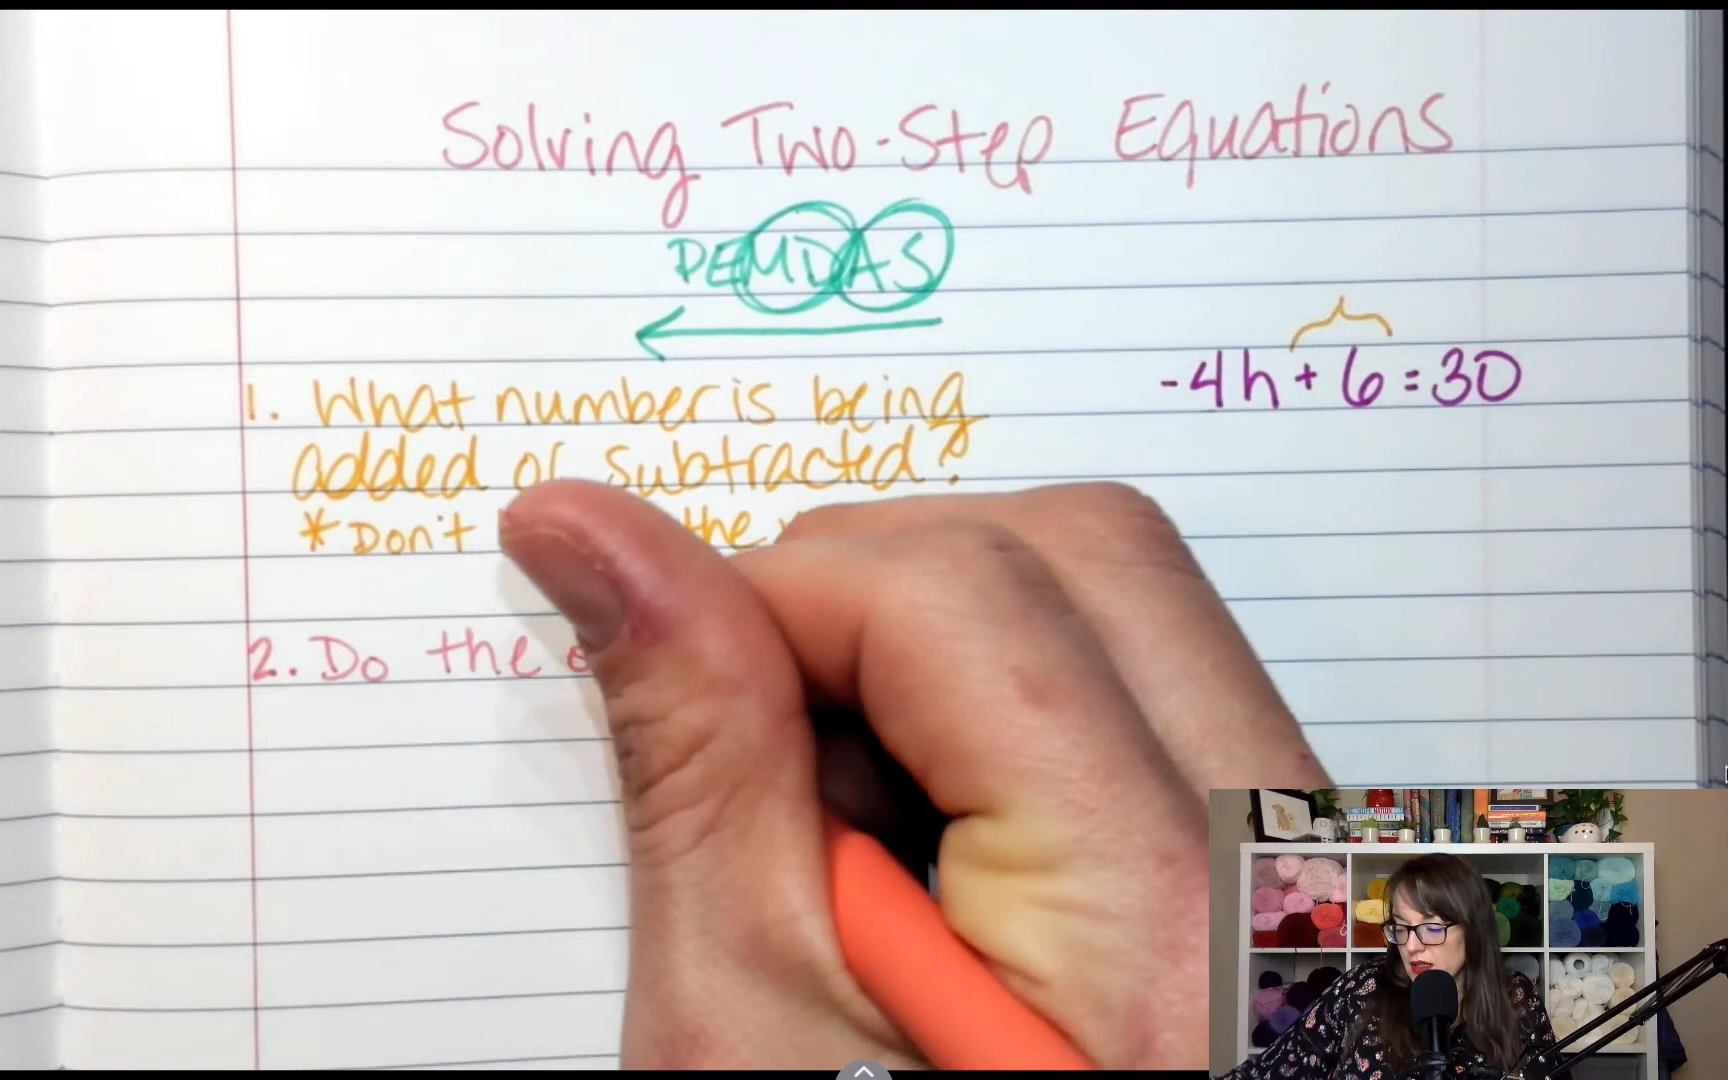 Solving Two-Step Equations
PEMDAS
-4h + 6 = 30
1. What number is being
added or subtracted?
*Don't the
2. Do the